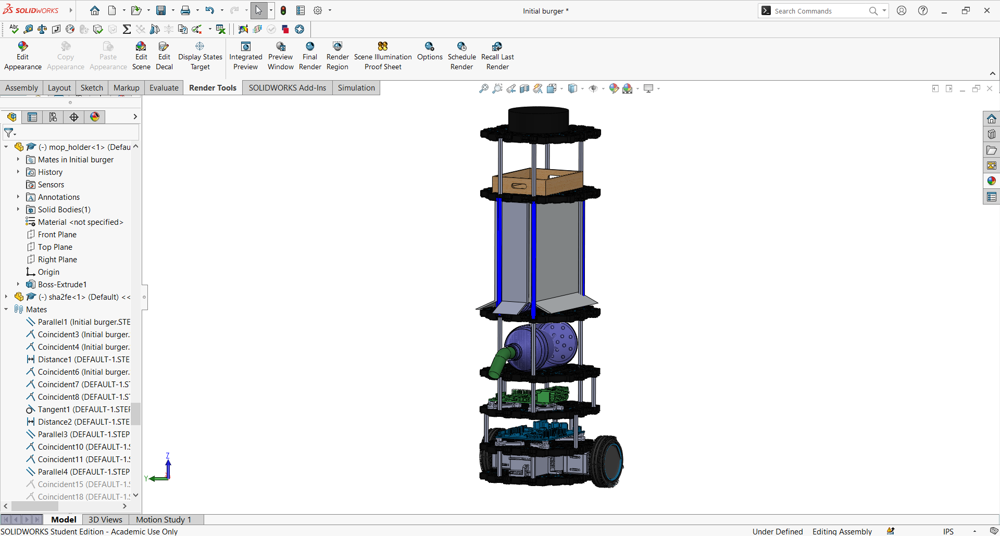 SOLIDWORKS
Initial burger *
Search Commands
Abc
Edit Appearance
Copy Appearance
Paste Appearance
Edit Scene
Edit Decal
Display States Target
Integrated Preview
Preview Window
Final Render
Render Region
Scene Illumination Proof Sheet
Options
Schedule Render
Recall Last Render
Assembly
Layout
Sketch
Markup
Evaluate
Render Tools
SOLIDWORKS Add-Ins
Simulation
(-) mop_holder<1> (Defau
Mates in Initial burger
History
Sensors
Annotations
Solid Bodies(1)
Material <not specified>
Front Plane
Top Plane
Right Plane
Origin
Boss-Extrude1
(-) sha2fe<1> (Default) <<
Mates
Parallel1 (Initial burger.STE
Coincident3 (Initial burger.
Coincident4 (Initial burger.
Distance1 (DEFAULT-1.STE
Coincident6 (Initial burger.
Coincident7 (DEFAULT-1.ST
Coincident8 (DEFAULT-1.ST
Tangent1 (DEFAULT-1.STEP
Distance2 (DEFAULT-1.STE
Parallel3 (DEFAULT-1.STEP
Coincident10 (DEFAULT-1.S
Coincident11 (DEFAULT-1.S
Parallel4 (DEFAULT-1.STEP
Coincident15 (DEFAULT-1.S
Coincident18 (DEFAULT-1.S
Z
Y
Model
3D Views
Motion Study 1
SOLIDWORKS Student Edition - Academic Use Only
Under Defined
Editing Assembly
IPS